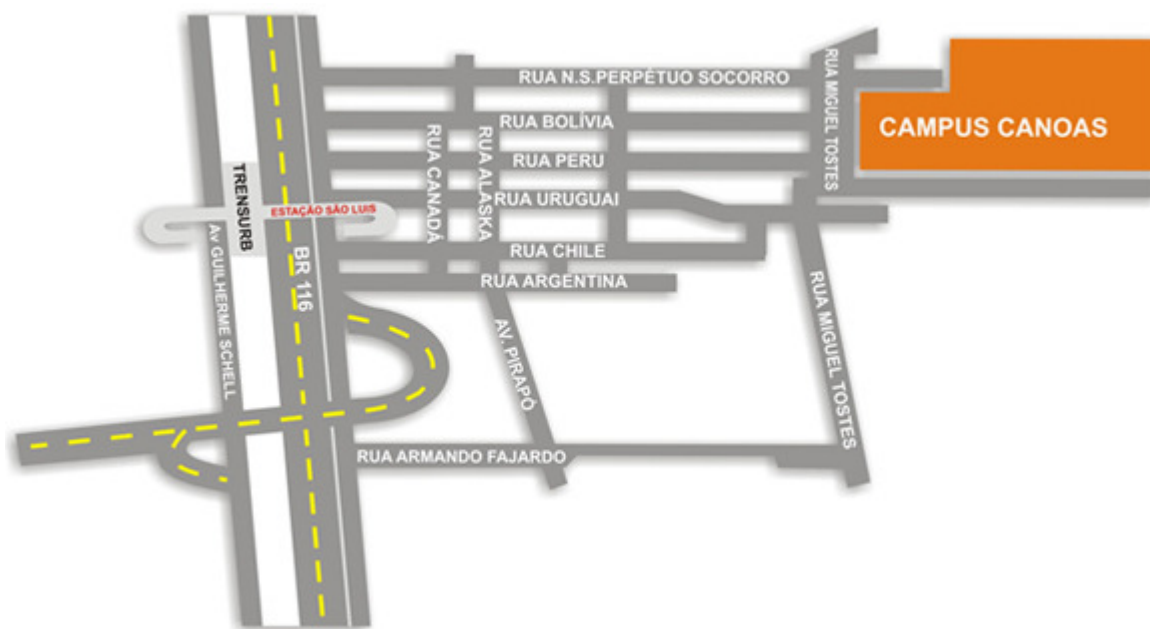 RUA N.S.PERPÉTUO SOCORRO
RUA MIGUEL TOSTES
CAMPUS CANOAS
RUA BOLÍVIA
RUA CANADÁ
RUA ALASKA
RUA PERU
TRENSURB
RUA URUGUAI
ESTAÇÃO SÃO LUIS
Av GUILHERME SCHELL
BR 116
RUA CHILE
RUA ARGENTINA
RUA MIGUEL TOSTES
AV. PIRAPÓ
RUA ARMANDO FAJARDO